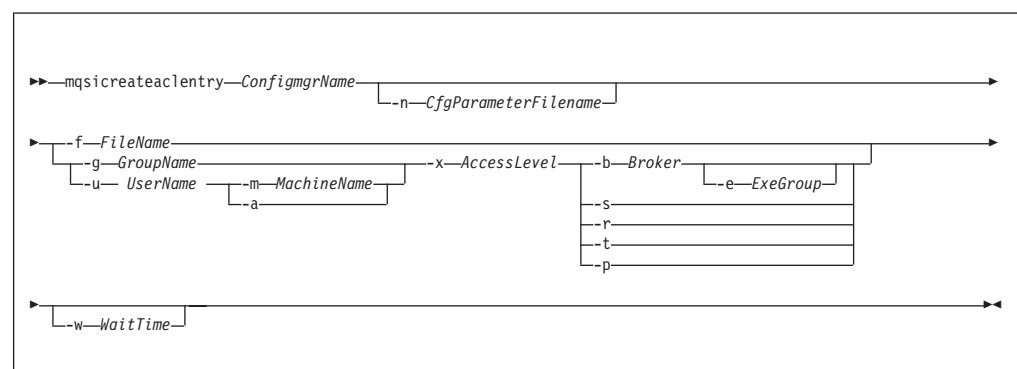 mqsicreateaclentry ConfigmgrName
-n CfgParameterFilename
-f FileName
-g GroupName -x AccessLevel -b Broker
-u UserName -m MachineName -e ExeGroup
-a -s
-r
-t
-p
-w WaitTime